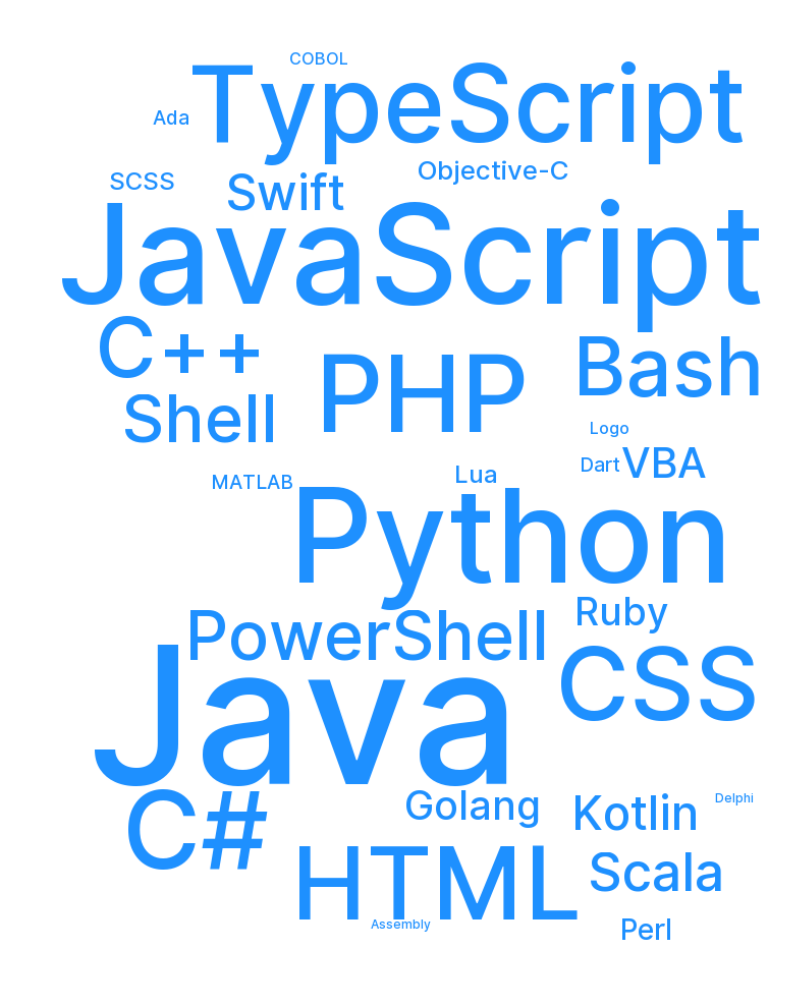 COBOL
TypeScript
Ada
Objective-C
SCSS
Swift
JavaScript
C++
PHP
Bash
Shell
Logo
Dart
VBA
MATLAB
Lua
Python
Ruby
PowerShell
CSS
Java
C#
Golang
Kotlin
Delphi
HTML
Scala
Assembly
Perl